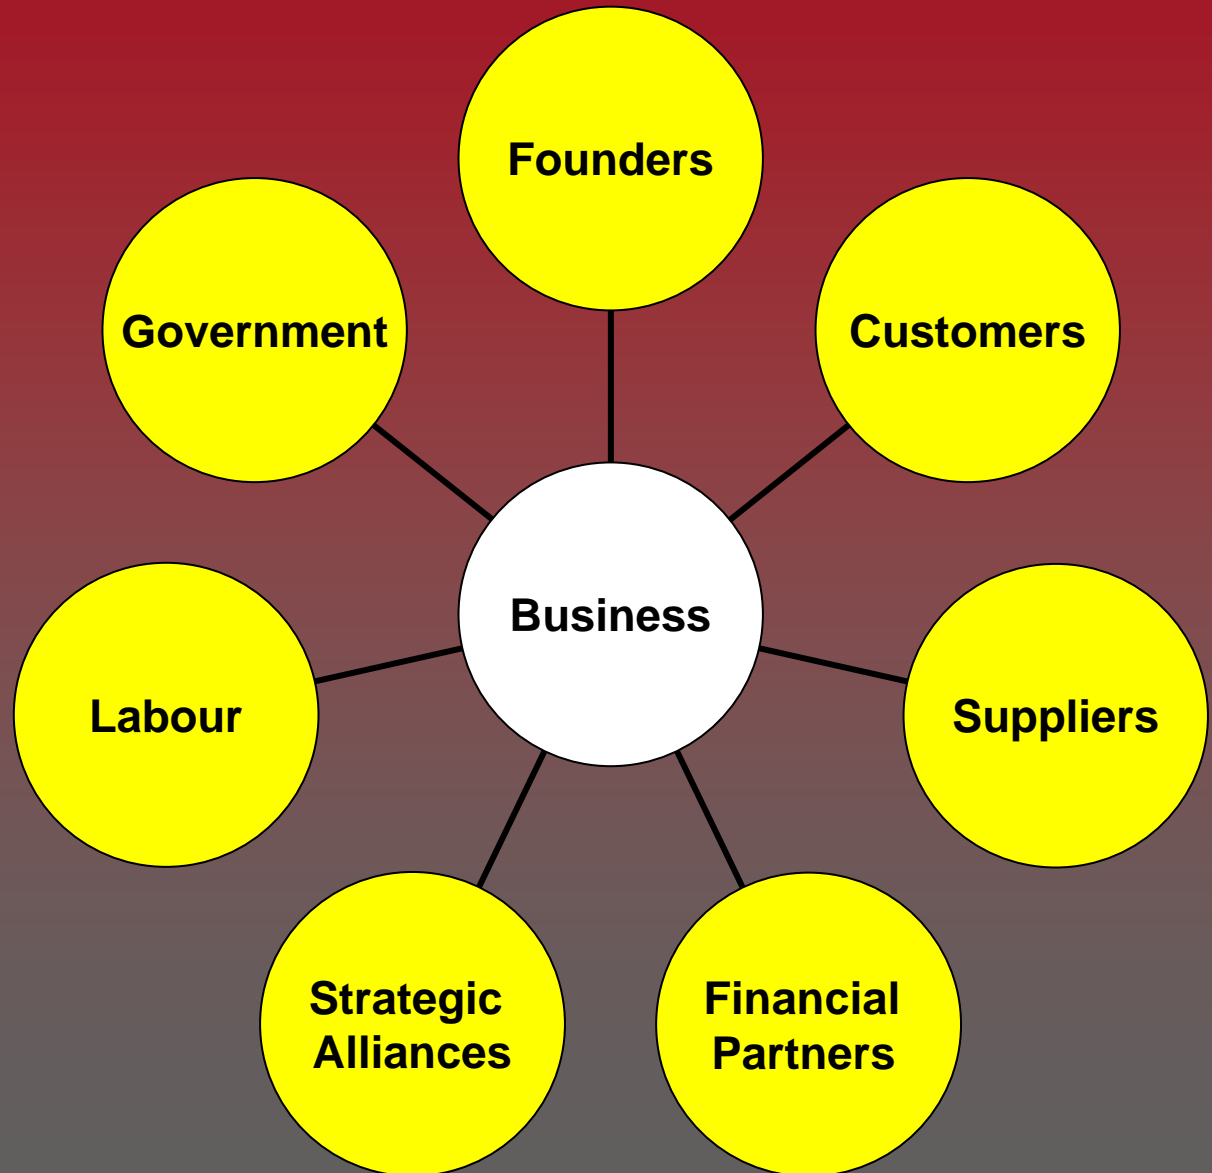 Founders
Government
Customers
Business
Labour
Suppliers
Strategic
Alliances
Financial
Partners